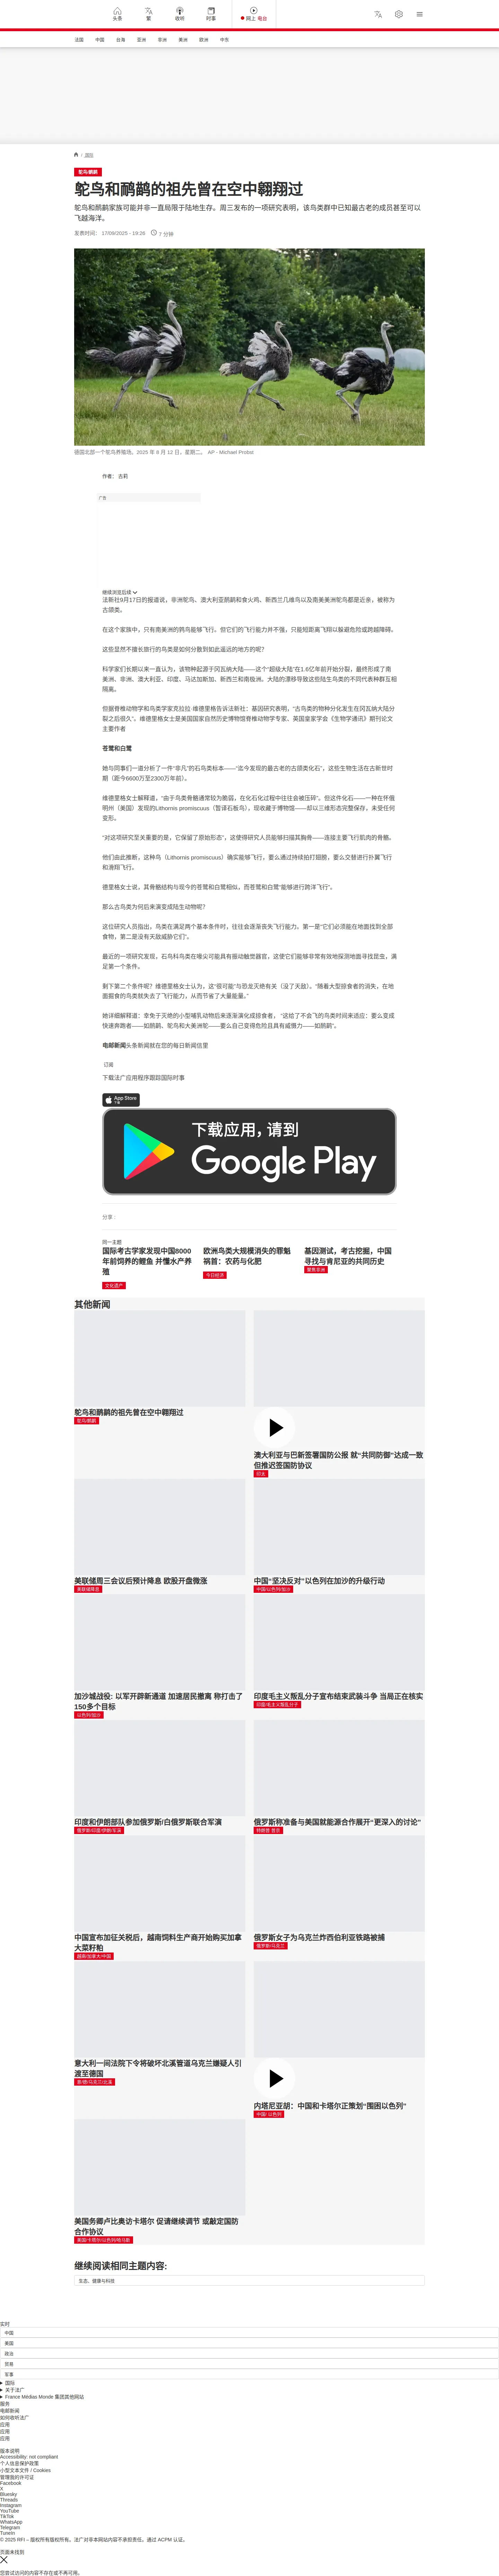 头条
繁
收听
时事
网上 电台
法国 中国 台海 亚洲 非洲 美洲 欧洲 中东
/ 国际
鸵鸟/鹋鹋
鸵鸟和鸸鹋的祖先曾在空中翱翔过
鸵鸟和鸸鹋家族可能并非一直局限于陆地生存。周三发布的一项研究表明，该鸟类群中已知最古老的成员甚至可以
飞越海洋。
发表时间： 17/09/2025 - 19:26 7 分钟
德国北部一个鸵鸟养殖场。2025 年 8 月 12 日，星期二。 AP - Michael Probst
作者： 古莉
广告
继续浏览后续
法新社9月17日的报道说，非洲鸵鸟、澳大利亚鸸鹋和食火鸡、新西兰几维鸟以及南美美洲鸵鸟都是近亲，被称为
古颌类。
在这个家族中，只有南美洲的鹑鸟能够飞行，但它们的飞行能力并不强，只能短距离飞翔以躲避危险或跨越障碍。
这些显然不擅长旅行的鸟类是如何分散到如此遥远的地方的呢？
科学家们长期以来一直认为，该物种起源于冈瓦纳大陆——这个“超级大陆”在1.6亿年前开始分裂，最终形成了南
美洲、非洲、澳大利亚、印度、马达加斯加、新西兰和南极洲。大陆的漂移导致这些陆生鸟类的不同代表种群互相
隔离。
但据脊椎动物学和鸟类学家克拉拉·维德里格告诉法新社：基因研究表明，“古鸟类的物种分化发生在冈瓦纳大陆分
裂之后很久”。维德里格女士是美国国家自然历史博物馆脊椎动物学专家、英国皇家学会《生物学通讯》期刊论文
主要作者
苍鹭和白鹭
她与同事们一道分析了一件“非凡”的石鸟类标本——“迄今发现的最古老的古颌类化石”，这些生物生活在古新世时
期（距今6600万至2300万年前）。
维德里格女士解释道，“由于鸟类骨骼通常较为脆弱，在化石化过程中往往会被压碎”。但这件化石——一种在怀俄
明州（美国）发现的Lithornis promiscuus（暂译石板鸟），现收藏于博物馆——却以三维形态完整保存，未受任何
变形。
“对这项研究至关重要的是，它保留了原始形态”，这使得研究人员能够扫描其胸骨——连接主要飞行肌肉的骨骼。
他们由此推断，这种鸟（Lithornis promiscuus）确实能够飞行，要么通过持续拍打翅膀，要么交替进行扑翼飞行
和滑翔飞行。
德里格女士说，其骨骼结构与现今的苍鹭和白鹭相似，而苍鹭和白鹭“能够进行跨洋飞行”。
那么古鸟类为何后来演变成陆生动物呢？
这位研究人员指出，鸟类在满足两个基本条件时，往往会逐渐丧失飞行能力，第一是“它们必须能在地面找到全部
食物，第二是没有天敌威胁它们”。
最近的一项研究发现，石鸟科鸟类在喙尖可能具有振动触觉器官，这使它们能够非常有效地探测地面寻找昆虫，满
足第一个条件。
剩下第二个条件呢？维德里格女士认为，这“很可能”与恐龙灭绝有关（没了天敌）。“随着大型掠食者的消失，在地
面掘食的鸟类就失去了飞行能力，从而节省了大量能量。”
她详细解释道：幸免于灭绝的小型哺乳动物后来逐渐演化成掠食者， “这给了不会飞的鸟类时间来适应：要么变成
快速奔跑者——如鸸鹋、鸵鸟和大美洲鸵——要么自己变得危险且具有威慑力——如鸸鹋”。
电邮新闻头条新闻就在您的每日新闻信里
订阅
下载法广应用程序跟踪国际时事
App Store
下载
下载应用，请到
Google Play
分享 :
同一主题
国际考古学家发现中国8000
年前饲养的鲤鱼 并懂水产养
殖
文化遗产
欧洲鸟类大规模消失的罪魁
祸首：农药与化肥
今日经济
基因测试，考古挖掘，中国
寻找与肯尼亚的共同历史
聚焦非洲
其他新闻
鸵鸟和鸸鹋的祖先曾在空中翱翔过
鸵鸟/鹋鹋
澳大利亚与巴新签署国防公报 就“共同防御”达成一致
但推迟签国防协议
印太
美联储周三会议后预计降息 欧股开盘微涨
美联储降息
中国“坚决反对”以色列在加沙的升级行动
中国/以色列/加沙
加沙城战役: 以军开辟新通道 加速居民撤离 称打击了
150多个目标
以色列/加沙
印度毛主义叛乱分子宣布结束武装斗争 当局正在核实
印度/毛主义叛乱分子
印度和伊朗部队参加俄罗斯/白俄罗斯联合军演
俄罗斯/印度/伊朗/军演
俄罗斯称准备与美国就能源合作展开“更深入的讨论”
特朗普 普京
中国宣布加征关税后，越南饲料生产商开始购买加拿
大菜籽粕
越南/加拿大/中国
俄罗斯女子为乌克兰炸西伯利亚铁路被捕
俄罗斯/乌克兰
意大利一间法院下令将破坏北溪管道乌克兰嫌疑人引
渡至德国
意/德/乌克兰/北溪
内塔尼亚胡：中国和卡塔尔正策划“围困以色列”
中国/ 以色列
美国务卿卢比奥访卡塔尔 促请继续调节 或敲定国防
合作协议
美国/卡塔尔/以色列/哈马斯
继续阅读相同主题内容:
生态、健康与科技
实时
中国
美国
政治
贸易
军事
国际
关于法广
France Médias Monde 集团其他网站
服务
电邮新闻
如何收听法广
应用
应用
应用
版本说明
Accessibility: not compliant
个人信息保护政策
小型文本文件 / Cookies
管理我的许可证
Facebook
X
Bluesky
Threads
Instagram
YouTube
TikTok
WhatsApp
Telegram
TuneIn
© 2025 RFI – 版权所有版权所有。法广对非本网站内容不承担责任。通过 ACPM 认证。
页面未找到
您尝试访问的内容不存在或不再可用。